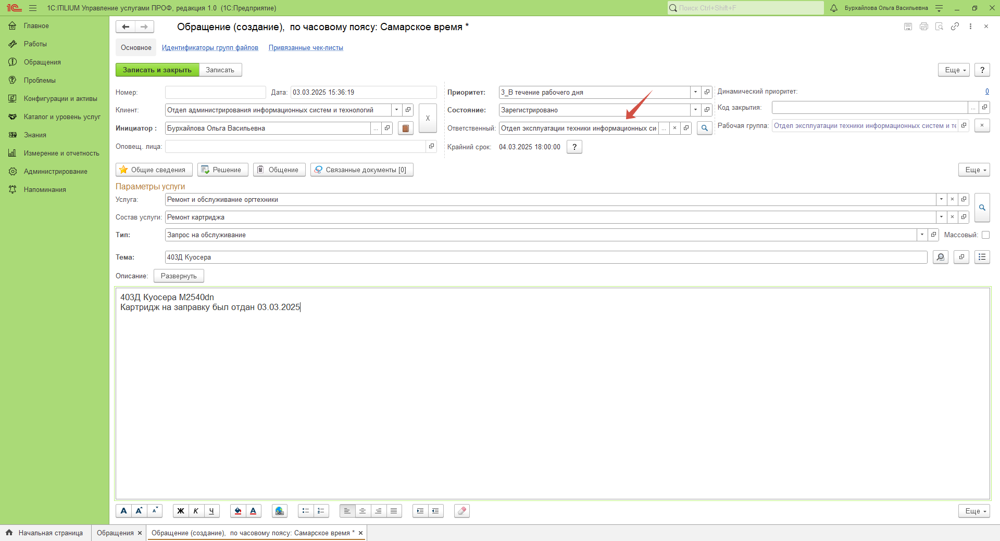 1С:ITILIUM Управление услугами ПРОФ, редакция 1.0 (1С:Предприятие)
Поиск Ctrl+Shift+F
Бурхайлова Ольга Васильевна
Главное
Работы
Обращения
Проблемы
Конфигурации и активы
Каталог и уровень услуг
Знания
Измерение и отчетность
Администрирование
Напоминания
Обращение (создание), по часовому поясу: Самарское время *
Основное
Идентификаторы групп файлов
Привязанные чек-листы
Записать и закрыть
Записать
Еще
?
Номер:
Дата: 03.03.2025 15:36:19
Приоритет: 3_В течение рабочего дня
Динамический приоритет: 0
Клиент: Отдел администрирования информационных систем и технологий
X
Состояние: Зарегистрировано
Код закрытия: ...
Инициатор : Бурхайлова Ольга Васильевна ...
Ответственный: Отдел эксплуатации техники информационных си ... ×
Рабочая группа: Отдел эксплуатации техники информационных систем и те ×
Оповещ. лица:
Крайний срок: 04.03.2025 18:00:00 ?
Общие сведения
Решение
Общение
Связанные документы [0]
Еще
Параметры услуги
Услуга: Ремонт и обслуживание оргтехники ×
Состав услуги: Ремонт картриджа ×
Тип: Запрос на обслуживание
Массовый:
Тема: 403Д Куосера
Описание: Развернуть
403Д Куосера M2540dn
Картридж на заправку был отдан 03.03.2025
А А А Ж К Ч А
Еще
Начальная страница
Обращения ×
Обращение (создание), по часовому поясу: Самарское время * ×